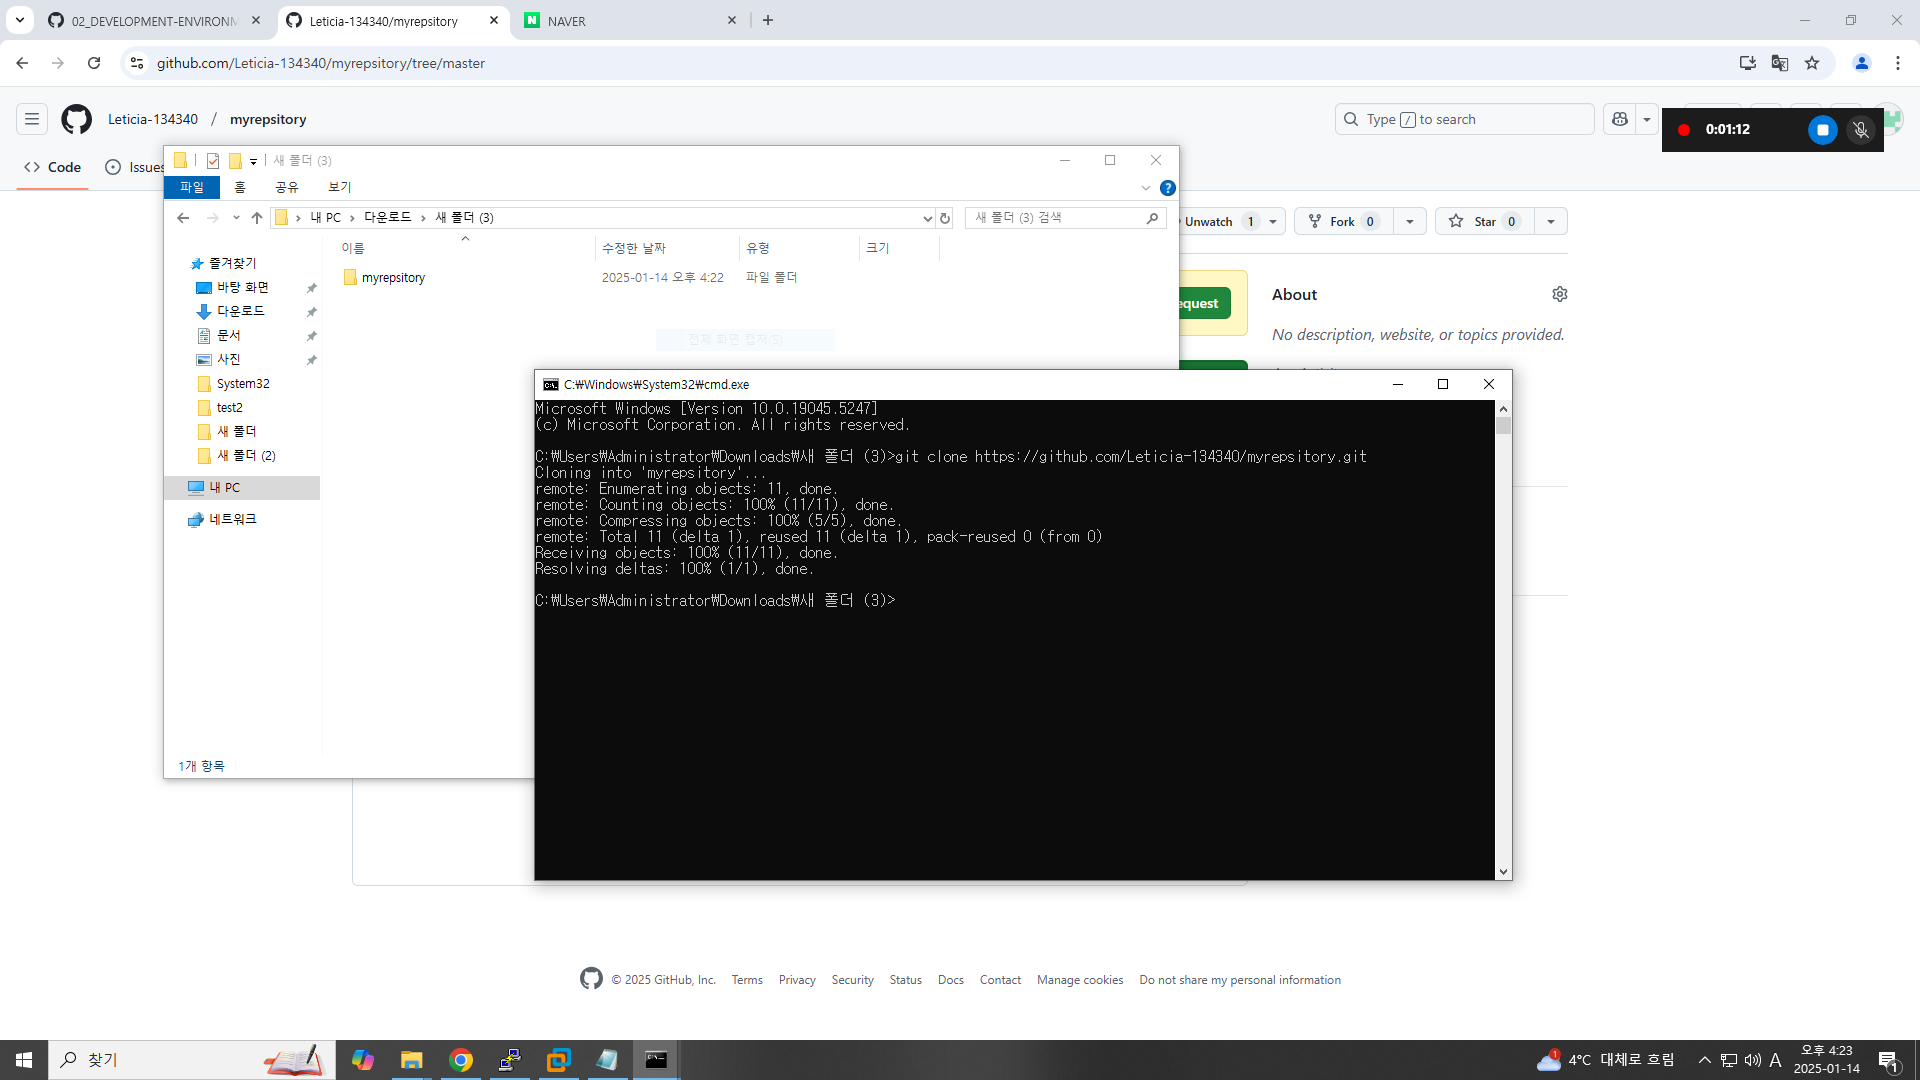 02_DEVELOPMENT-ENVIRONM
Leticia-134340/myrepsitory
NAVER
github.com/Leticia-134340/myrepsitory/tree/master
Leticia-134340 / myrepsitory
Type / to search
0:01:12
Code
Issues
새 폴더 (3)
파일
홈
공유
보기
내 PC
다운로드
새 폴더 (3)
새 폴더 (3) 검색
이름
수정한 날짜
유형
크기
myrepsitory
2025-01-14 오후 4:22
파일 폴더
즐겨찾기
바탕 화면
다운로드
문서
사진
System32
test2
새 폴더
새 폴더 (2)
내 PC
네트워크
1개 항목
전체 화면 캡처(S)
Unwatch 1
Fork 0
Star 0
equest
About
No description, website, or topics provided.
C:₩Windows₩System32₩cmd.exe
Microsoft Windows [Version 10.0.19045.5247]
(c) Microsoft Corporation. All rights reserved.
C:₩Users₩Administrator₩Downloads₩새 폴더 (3)>git clone https://github.com/Leticia-134340/myrepsitory.git
Cloning into 'myrepsitory'...
remote: Enumerating objects: 11, done.
remote: Counting objects: 100% (11/11), done.
remote: Compressing objects: 100% (5/5), done.
remote: Total 11 (delta 1), reused 11 (delta 1), pack-reused 0 (from 0)
Receiving objects: 100% (11/11), done.
Resolving deltas: 100% (1/1), done.
C:₩Users₩Administrator₩Downloads₩새 폴더 (3)>
© 2025 GitHub, Inc.
Terms
Privacy
Security
Status
Docs
Contact
Manage cookies
Do not share my personal information
찾기
1
4°C 대체로 흐림
A
오후 4:23
2025-01-14
1